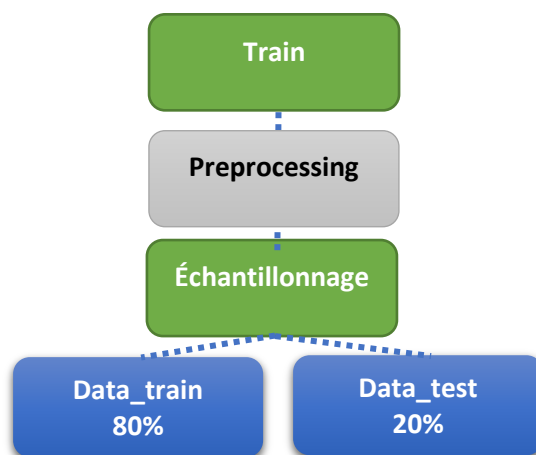 Train
Preprocessing
Échantillonnage
Data_train
80%
Data_test
20%